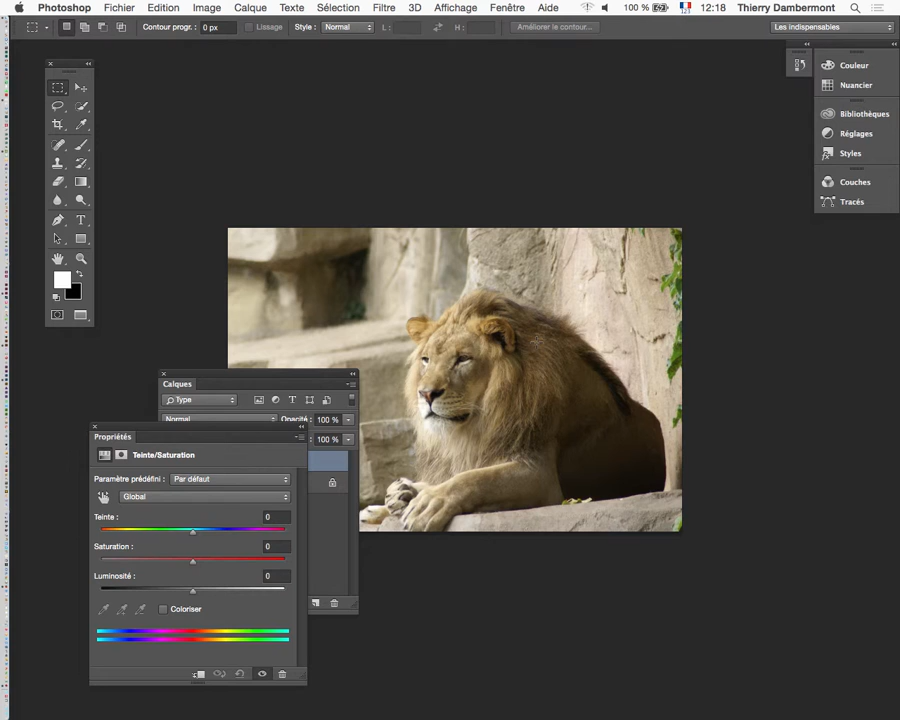 Photoshop Fichier Edition Image Calque Texte Sélection Filtre 3D Affichage Fenêtre Aide 100 % 123 12:18 Thierry Dambermont
Contour progr. : 0 px Lissage Style : Normal L : H : Améliorer le contour... Les indispensables
Couleur
Nuancier
Bibliothèques
Réglages
Styles
Couches
Tracés
Calques
Type
Normal Opacité : 100 %
100 %
Propriétés
Teinte/Saturation
Paramètre prédéfini : Par défaut
Global
Teinte : 0
Saturation : 0
Luminosité : 0
Coloriser